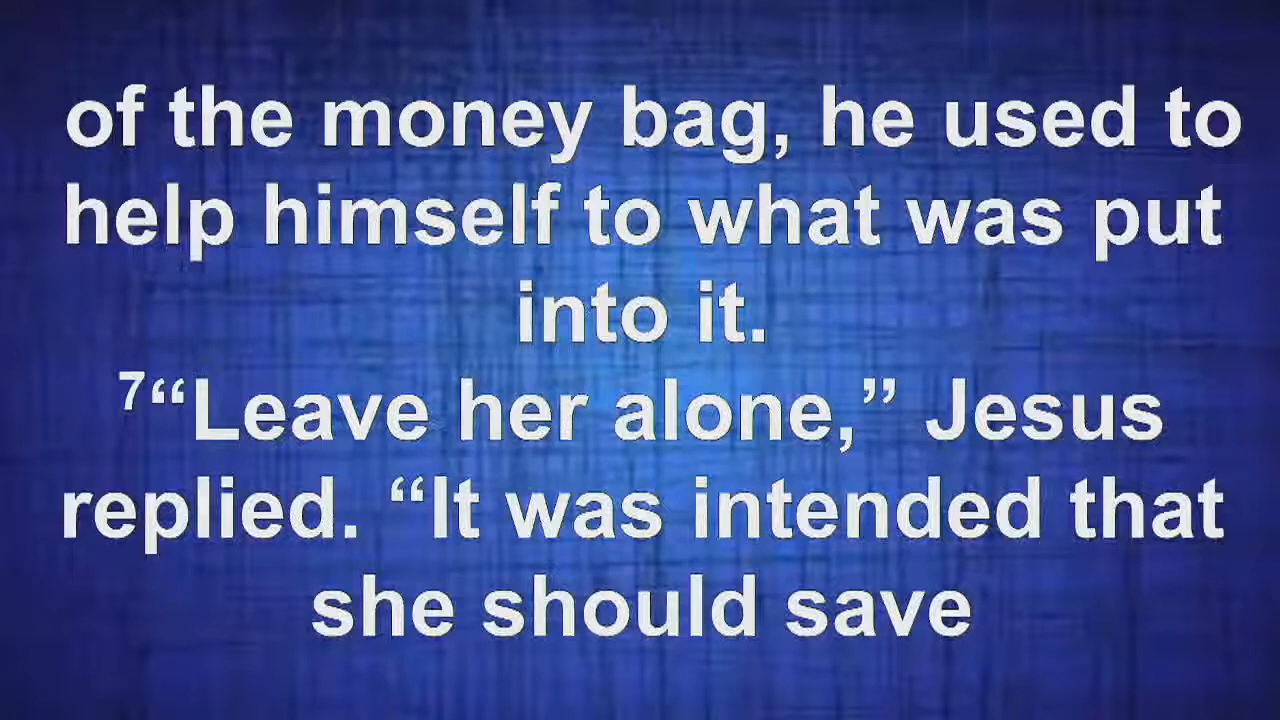 of the money bag, he used to
help himself to what was put
into it.
⁷“Leave her alone,” Jesus
replied. “It was intended that
she should save